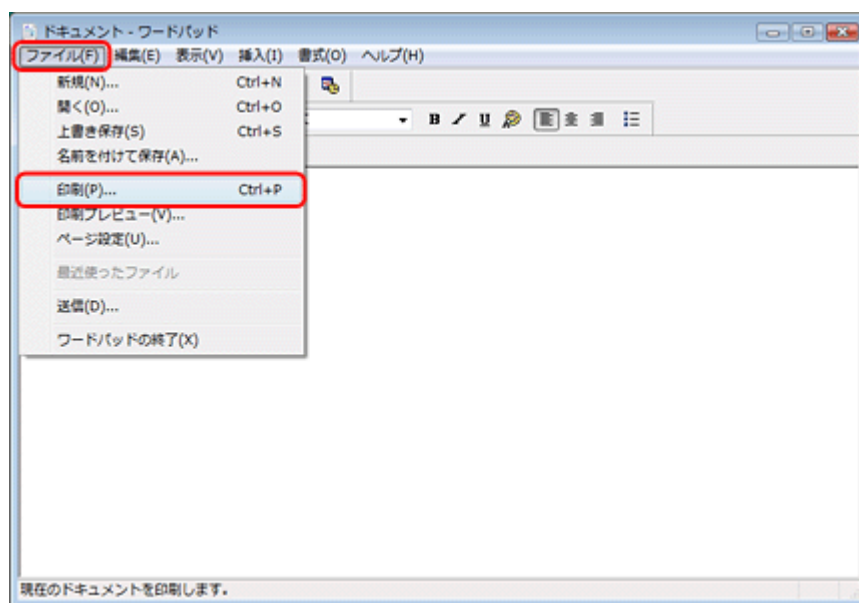 ドキュメント - ワードパッド
ファイル(F) 編集(E) 表示(V) 挿入(I) 書式(O) ヘルプ(H)
新規(N)... Ctrl+N
開く(O)... Ctrl+O
上書き保存(S) Ctrl+S
名前を付けて保存(A)...
印刷(P)... Ctrl+P
印刷プレビュー(V)...
ページ設定(U)...
最近使ったファイル
送信(D)...
ワードパッドの終了(X)
B I U
現在のドキュメントを印刷します。